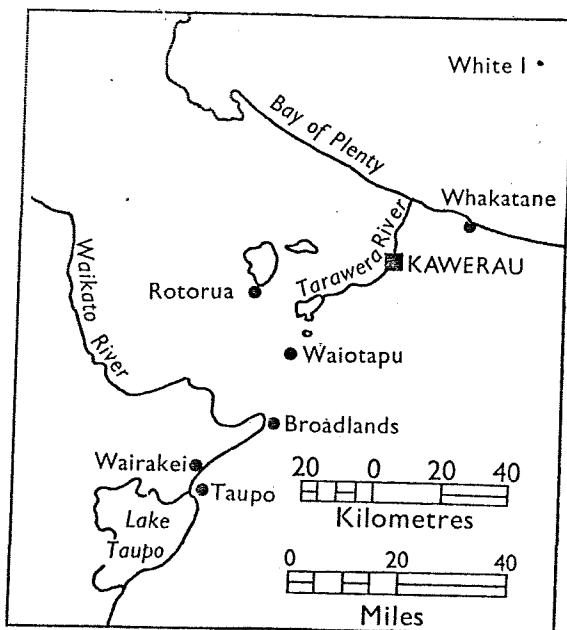 White I
Bay of Plenty
Whakatane
Tarawera River
KAWERAU
Rotorua
Waikato
River
Waiotapu
Broadlands
Wairakei
Taupo
Lake
Taupo
20 0 20 40
Kilometres
0 20 40
Miles